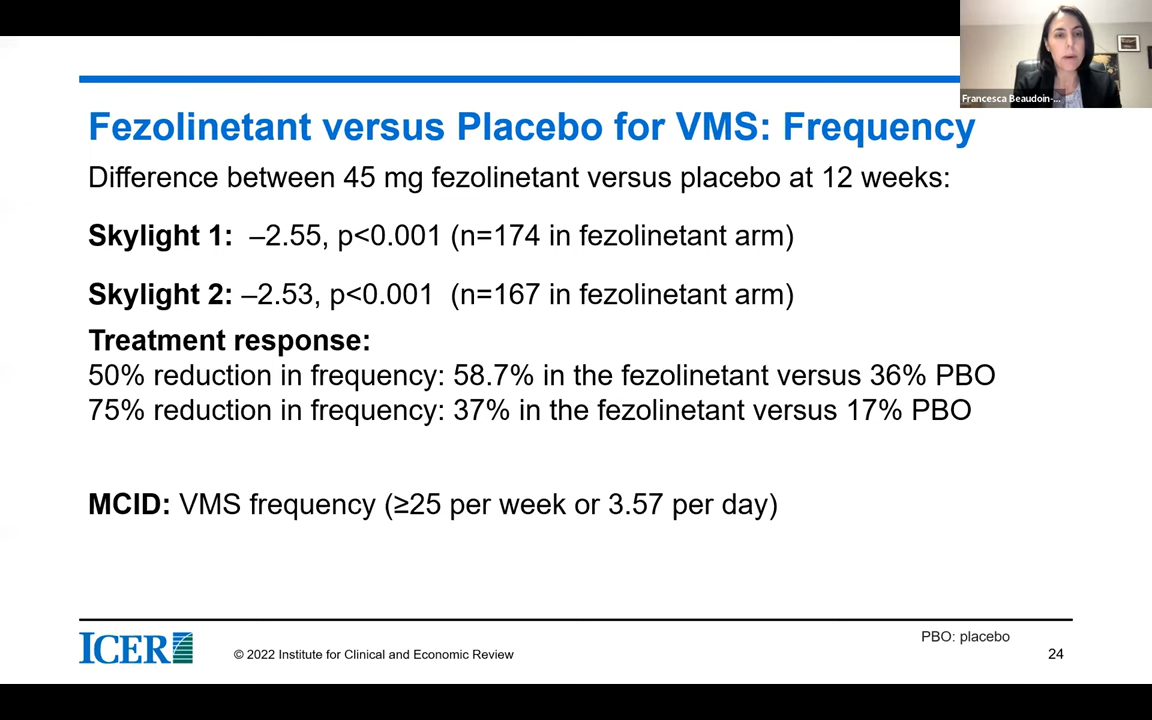 Francesca Beaudoin-...
Fezolinetant versus Placebo for VMS: Frequency
Difference between 45 mg fezolinetant versus placebo at 12 weeks:
Skylight 1: –2.55, p<0.001 (n=174 in fezolinetant arm)
Skylight 2: –2.53, p<0.001 (n=167 in fezolinetant arm)
Treatment response:
50% reduction in frequency: 58.7% in the fezolinetant versus 36% PBO
75% reduction in frequency: 37% in the fezolinetant versus 17% PBO
MCID: VMS frequency (≥25 per week or 3.57 per day)
PBO: placebo
ICER
© 2022 Institute for Clinical and Economic Review
24